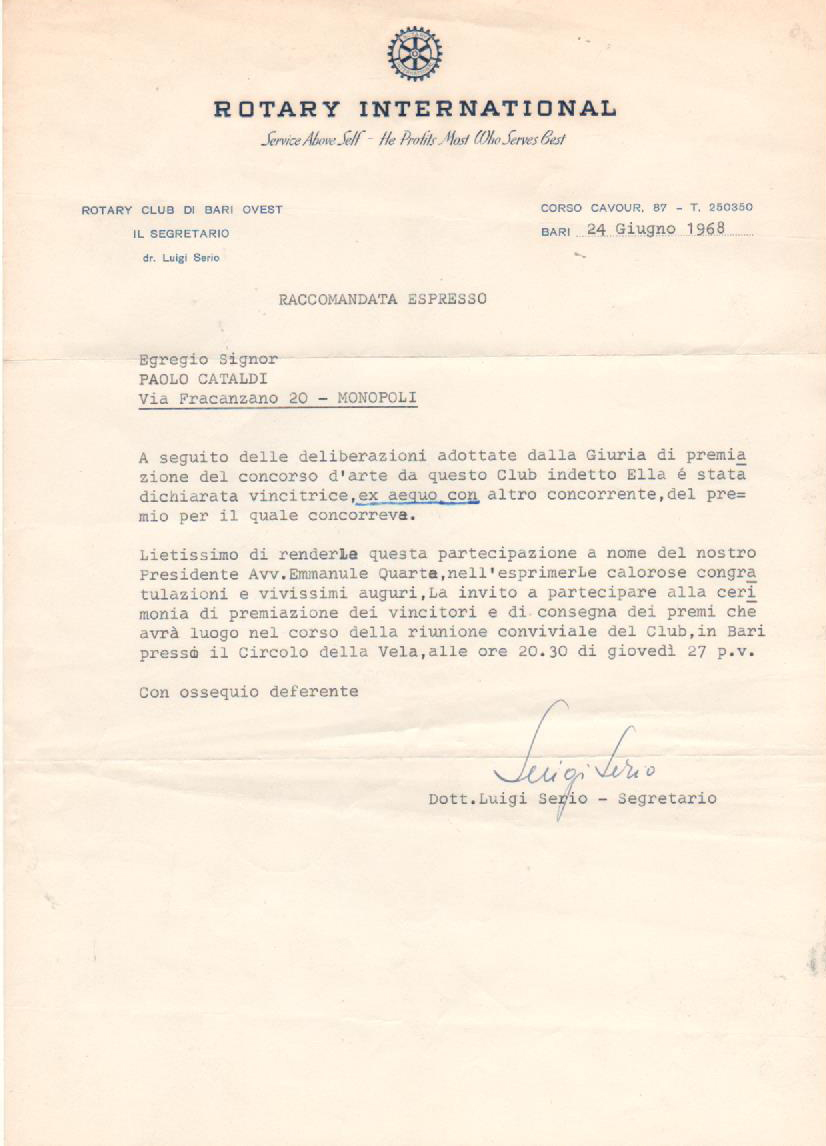 ROTARY INTERNATIONAL
ROTARY INTERNATIONAL
Service Above Self - He Profits Most Who Serves Best
ROTARY CLUB DI BARI OVEST
IL SEGRETARIO
dr. Luigi Serio
CORSO CAVOUR, 87 - T. 250350
BARI 24 Giugno 1968
RACCOMANDATA ESPRESSO
Egregio Signor
PAOLO CATALDI
Via Fracanzano 20 - MONOPOLI
A seguito delle deliberazioni adottate dalla Giuria di premia
zione del concorso d'arte da questo Club indetto Ella é stata
dichiarata vincitrice,ex aequo con altro concorrente,del pre=
mio per il quale concorreva.
Lietissimo di renderLe questa partecipazione a nome del nostro
Presidente Avv.Emmanule Quarta,nell'esprimerLe calorose congra
tulazioni e vivissimi auguri,La invito a partecipare alla ceri
monia di premiazione dei vincitori e di consegna dei premi che
avrà luogo nel corso della riunione conviviale del Club,in Bari
presso il Circolo della Vela,alle ore 20.30 di giovedì 27 p.v.
Con ossequio deferente
Luigi Serio
Dott.Luigi Serio - Segretario